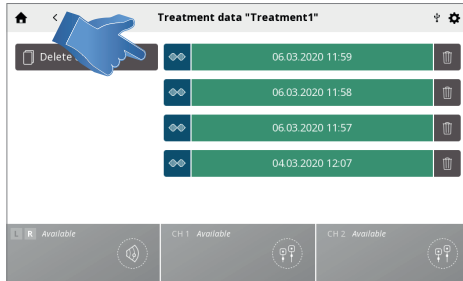 Treatment data "Treatment1"
Delete
06.03.2020 11:59
06.03.2020 11:58
06.03.2020 11:57
04.03.2020 12:07
L R Available
CH 1 Available
CH 2 Available